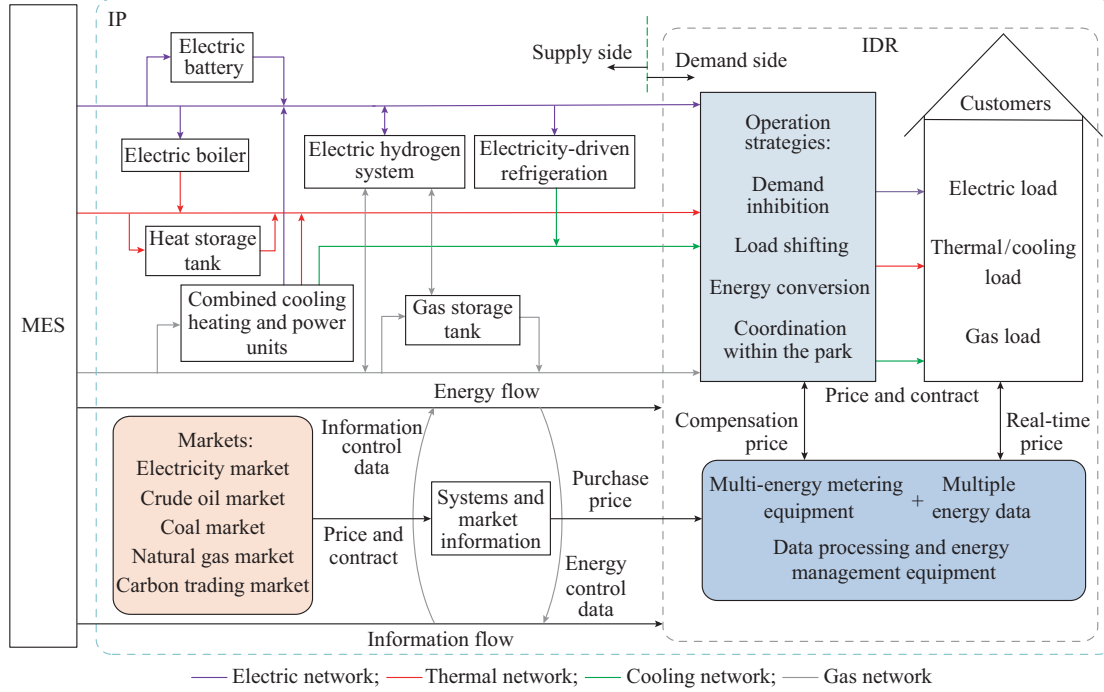 MES
IP
Electric
battery
Supply side
Demand side
IDR
Electric boiler
Electric hydrogen
system
Electricity-driven
refrigeration
Heat storage
tank
Combined cooling
heating and power
units
Gas storage
tank
Operation
strategies:
Demand
inhibition
Load shifting
Energy conversion
Coordination
within the park
Customers
Electric load
Thermal/cooling
load
Gas load
Energy flow
Price and contract
Compensation
price
Real-time
price
Markets:
Electricity market
Crude oil market
Coal market
Natural gas market
Carbon trading market
Information
control
data
Price and
contract
Systems and
market
information
Purchase
price
Energy
control
data
Multi-energy metering
equipment
+
Multiple
energy data
Data processing and energy
management equipment
Information flow
Electric network; Thermal network; Cooling network; Gas network